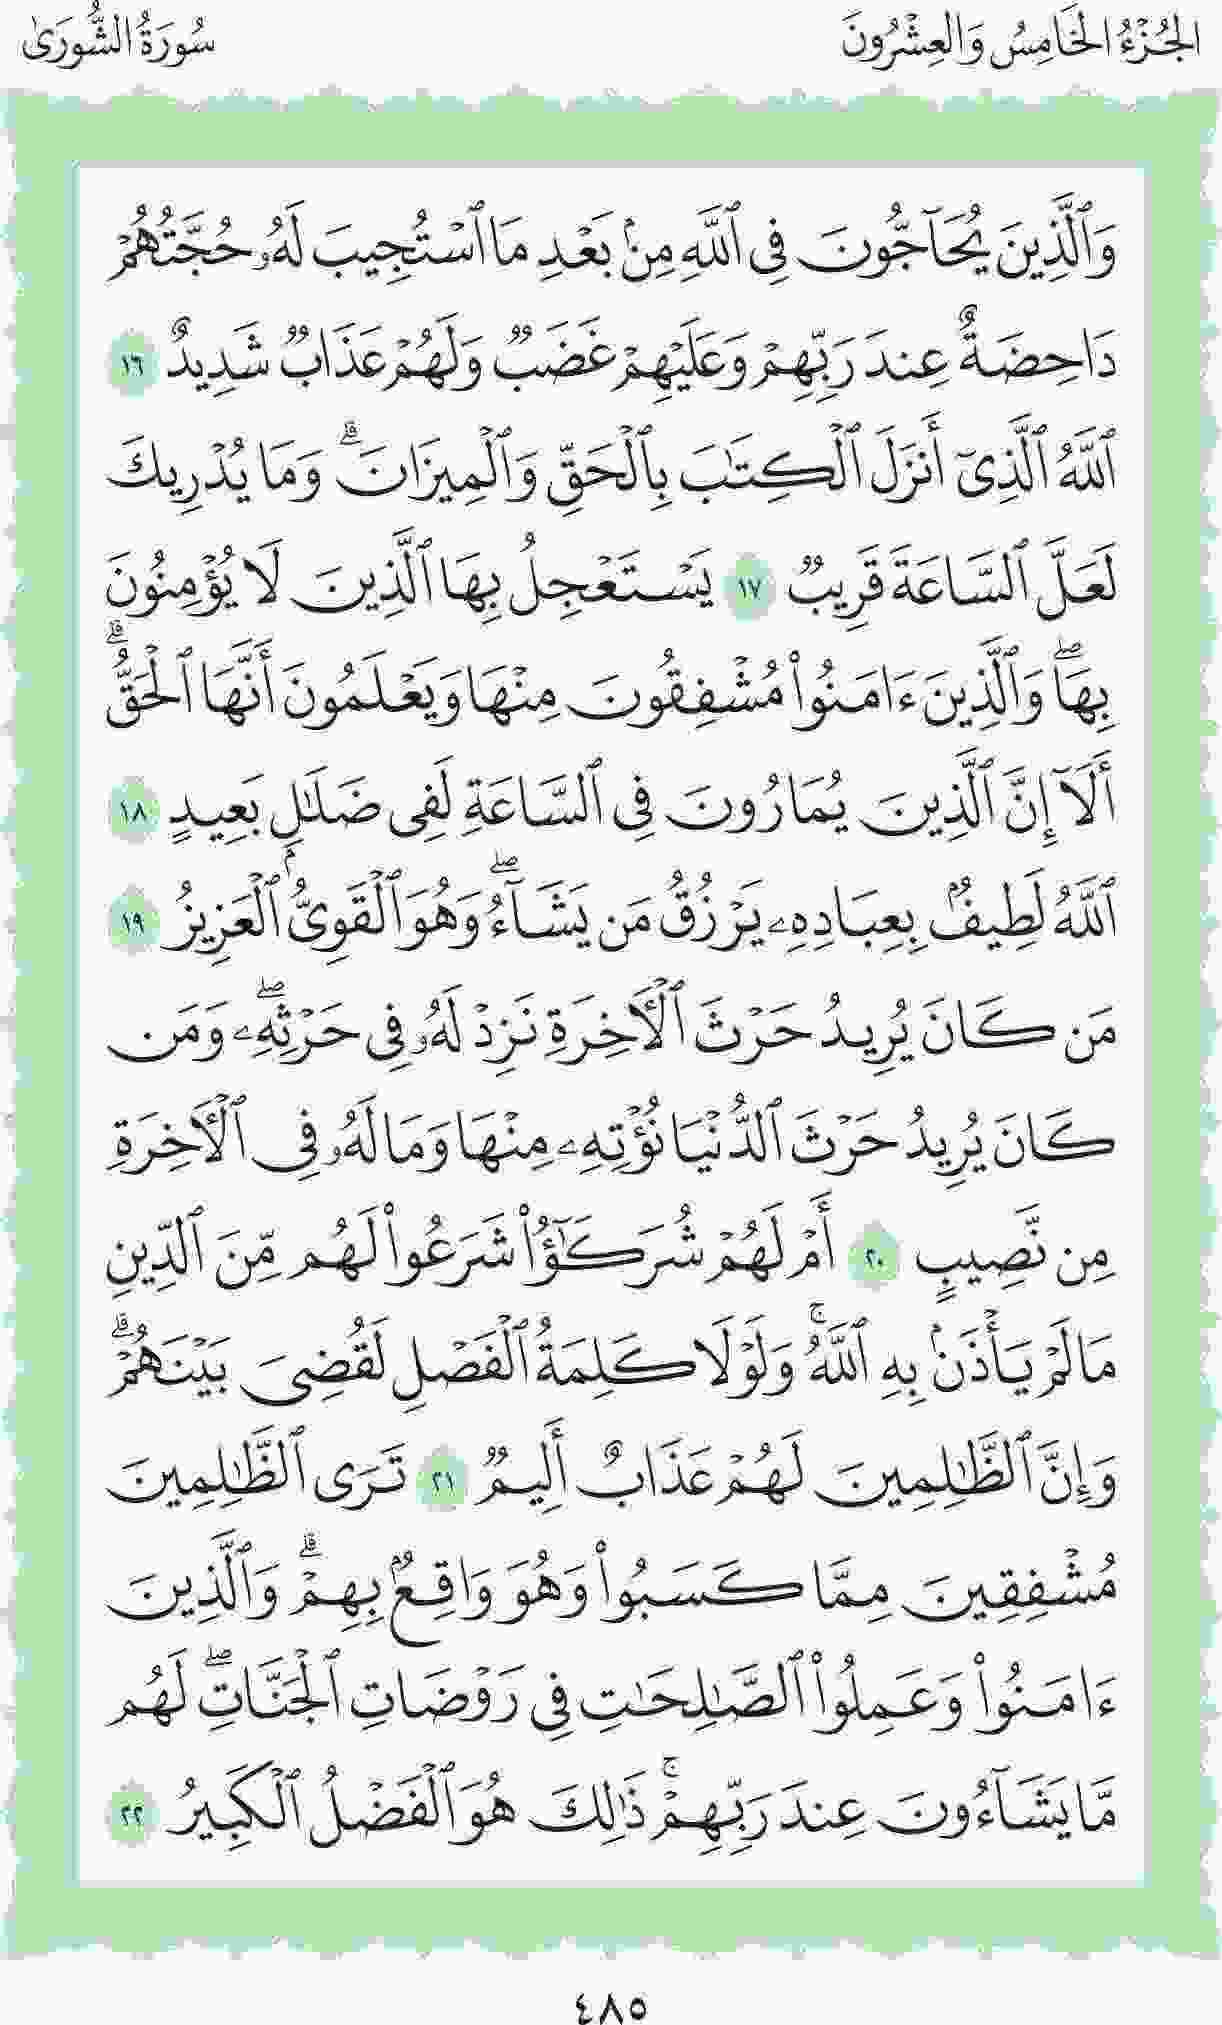 الجُزْءُ الخَامِسُ وَالعِشْرُونَ سُورَةُ الشُّورَىٰ
وَٱلَّذِينَ يُحَآجُّونَ فِي ٱللَّهِ مِنۢ بَعۡدِ مَا ٱسۡتُجِيبَ لَهُۥ حُجَّتُهُمۡ
دَاحِضَةٌ عِندَ رَبِّهِمۡ وَعَلَيۡهِمۡ غَضَبٞ وَلَهُمۡ عَذَابٞ شَدِيدٌ ١٦
ٱللَّهُ ٱلَّذِيٓ أَنزَلَ ٱلۡكِتَٰبَ بِٱلۡحَقِّ وَٱلۡمِيزَانَۗ وَمَا يُدۡرِيكَ
لَعَلَّ ٱلسَّاعَةَ قَرِيبٞ ١٧ يَسۡتَعۡجِلُ بِهَا ٱلَّذِينَ لَا يُؤۡمِنُونَ
بِهَاۖ وَٱلَّذِينَ ءَامَنُواْ مُشۡفِقُونَ مِنۡهَا وَيَعۡلَمُونَ أَنَّهَا ٱلۡحَقُّۗ
أَلَآ إِنَّ ٱلَّذِينَ يُمَارُونَ فِي ٱلسَّاعَةِ لَفِي ضَلَٰلِۭ بَعِيدٍ ١٨
ٱللَّهُ لَطِيفُۢ بِعِبَادِهِۦ يَرۡزُقُ مَن يَشَآءُۖ وَهُوَ ٱلۡقَوِيُّ ٱلۡعَزِيزُ ١٩
مَن كَانَ يُرِيدُ حَرۡثَ ٱلۡأٓخِرَةِ نَزِدۡ لَهُۥ فِي حَرۡثِهِۦۖ وَمَن
كَانَ يُرِيدُ حَرۡثَ ٱلدُّنۡيَا نُؤۡتِهِۦ مِنۡهَا وَمَا لَهُۥ فِي ٱلۡأٓخِرَةِ
مِن نَّصِيبٍ ٢٠ أَمۡ لَهُمۡ شُرَكَٰٓؤُاْ شَرَعُواْ لَهُم مِّنَ ٱلدِّينِ
مَا لَمۡ يَأۡذَنۢ بِهِ ٱللَّهُۚ وَلَوۡلَا كَلِمَةُ ٱلۡفَصۡلِ لَقُضِيَ بَيۡنَهُمۡۗ
وَإِنَّ ٱلظَّٰلِمِينَ لَهُمۡ عَذَابٌ أَلِيمٞ ٢١ تَرَى ٱلظَّٰلِمِينَ
مُشۡفِقِينَ مِمَّا كَسَبُواْ وَهُوَ وَاقِعُۢ بِهِمۡۗ وَٱلَّذِينَ
ءَامَنُواْ وَعَمِلُواْ ٱلصَّٰلِحَٰتِ فِي رَوۡضَاتِ ٱلۡجَنَّاتِۖ لَهُم
مَّا يَشَآءُونَ عِندَ رَبِّهِمۡۚ ذَٰلِكَ هُوَ ٱلۡفَضۡلُ ٱلۡكَبِيرُ ٢٢
٤٨٥